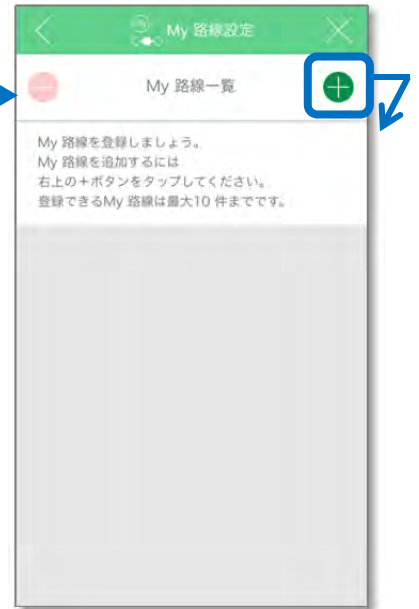 My 路線設定
My 路線一覧
My 路線を登録しましょう。
My 路線を追加するには
右上の+ボタンをタップしてください。
登録できるMy 路線は最大10 件までです。